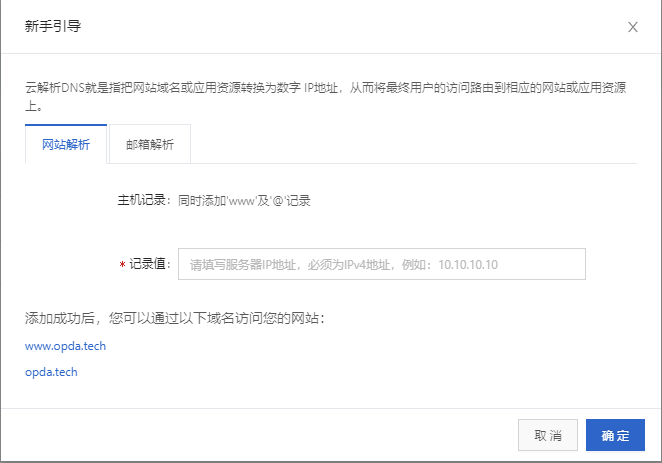 新手引导
云解析DNS就是指把网站域名或应用资源转换为数字 IP地址，从而将最终用户的访问路由到相应的网站或应用资源
上。
网站解析 邮箱解析
主机记录： 同时添加'www'及'@'记录
* 记录值： 请填写服务器IP地址，必须为IPv4地址，例如：10.10.10.10
添加成功后，您可以通过以下域名访问您的网站：
www.opda.tech
opda.tech
取消 确定